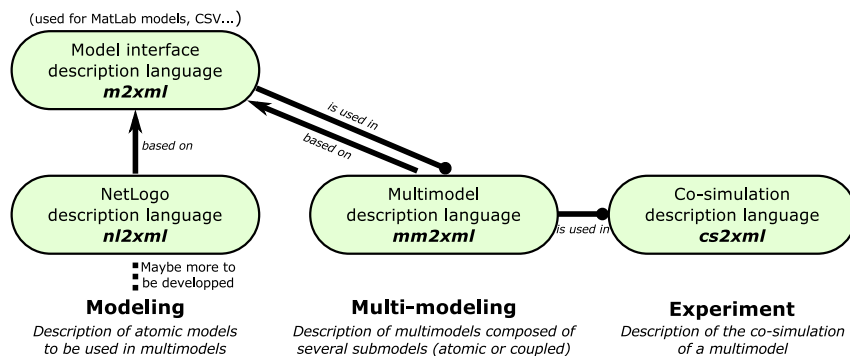 (used for MatLab models, CSV...)
Model interface
description language
m2xml
is used in
based on
based on
NetLogo
description language
nl2xml
Multimodel
description language
mm2xml
is used in
Co-simulation
description language
cs2xml
Maybe more to
be developped
Modeling
Description of atomic models
to be used in multimodels
Multi-modeling
Description of multimodels composed of
several submodels (atomic or coupled)
Experiment
Description of the co-simulation
of a multimodel